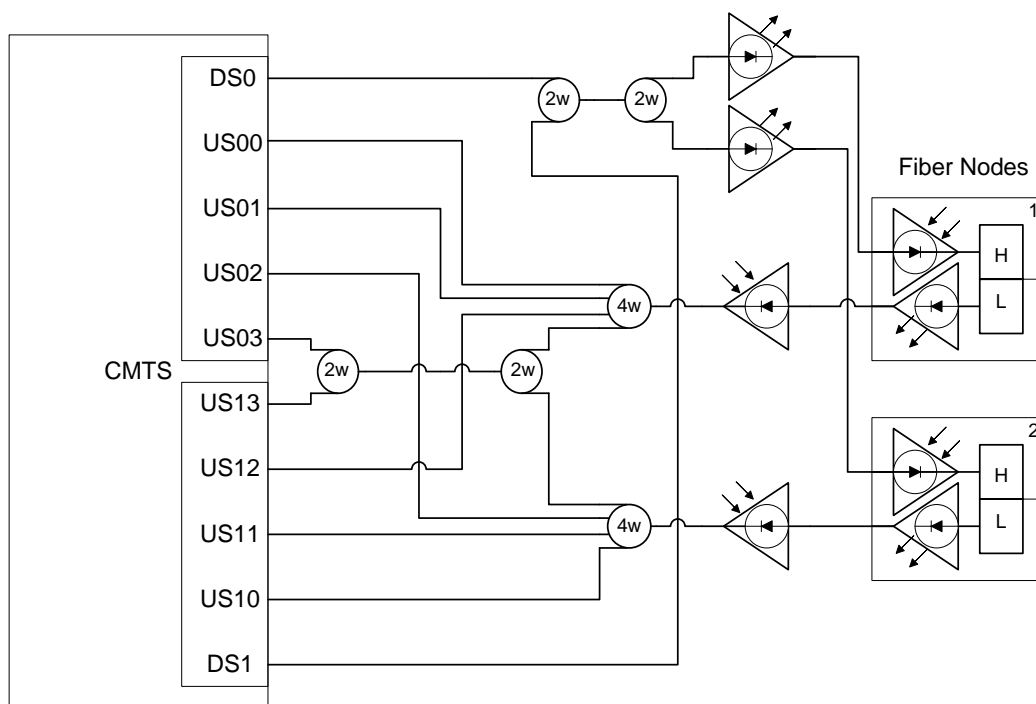 DS0
US00
US01
US02
US03
CMTS
US13
US12
US11
US10
DS1
2w
2w
4w
2w
2w
4w
Fiber Nodes
1
H
L
2
H
L